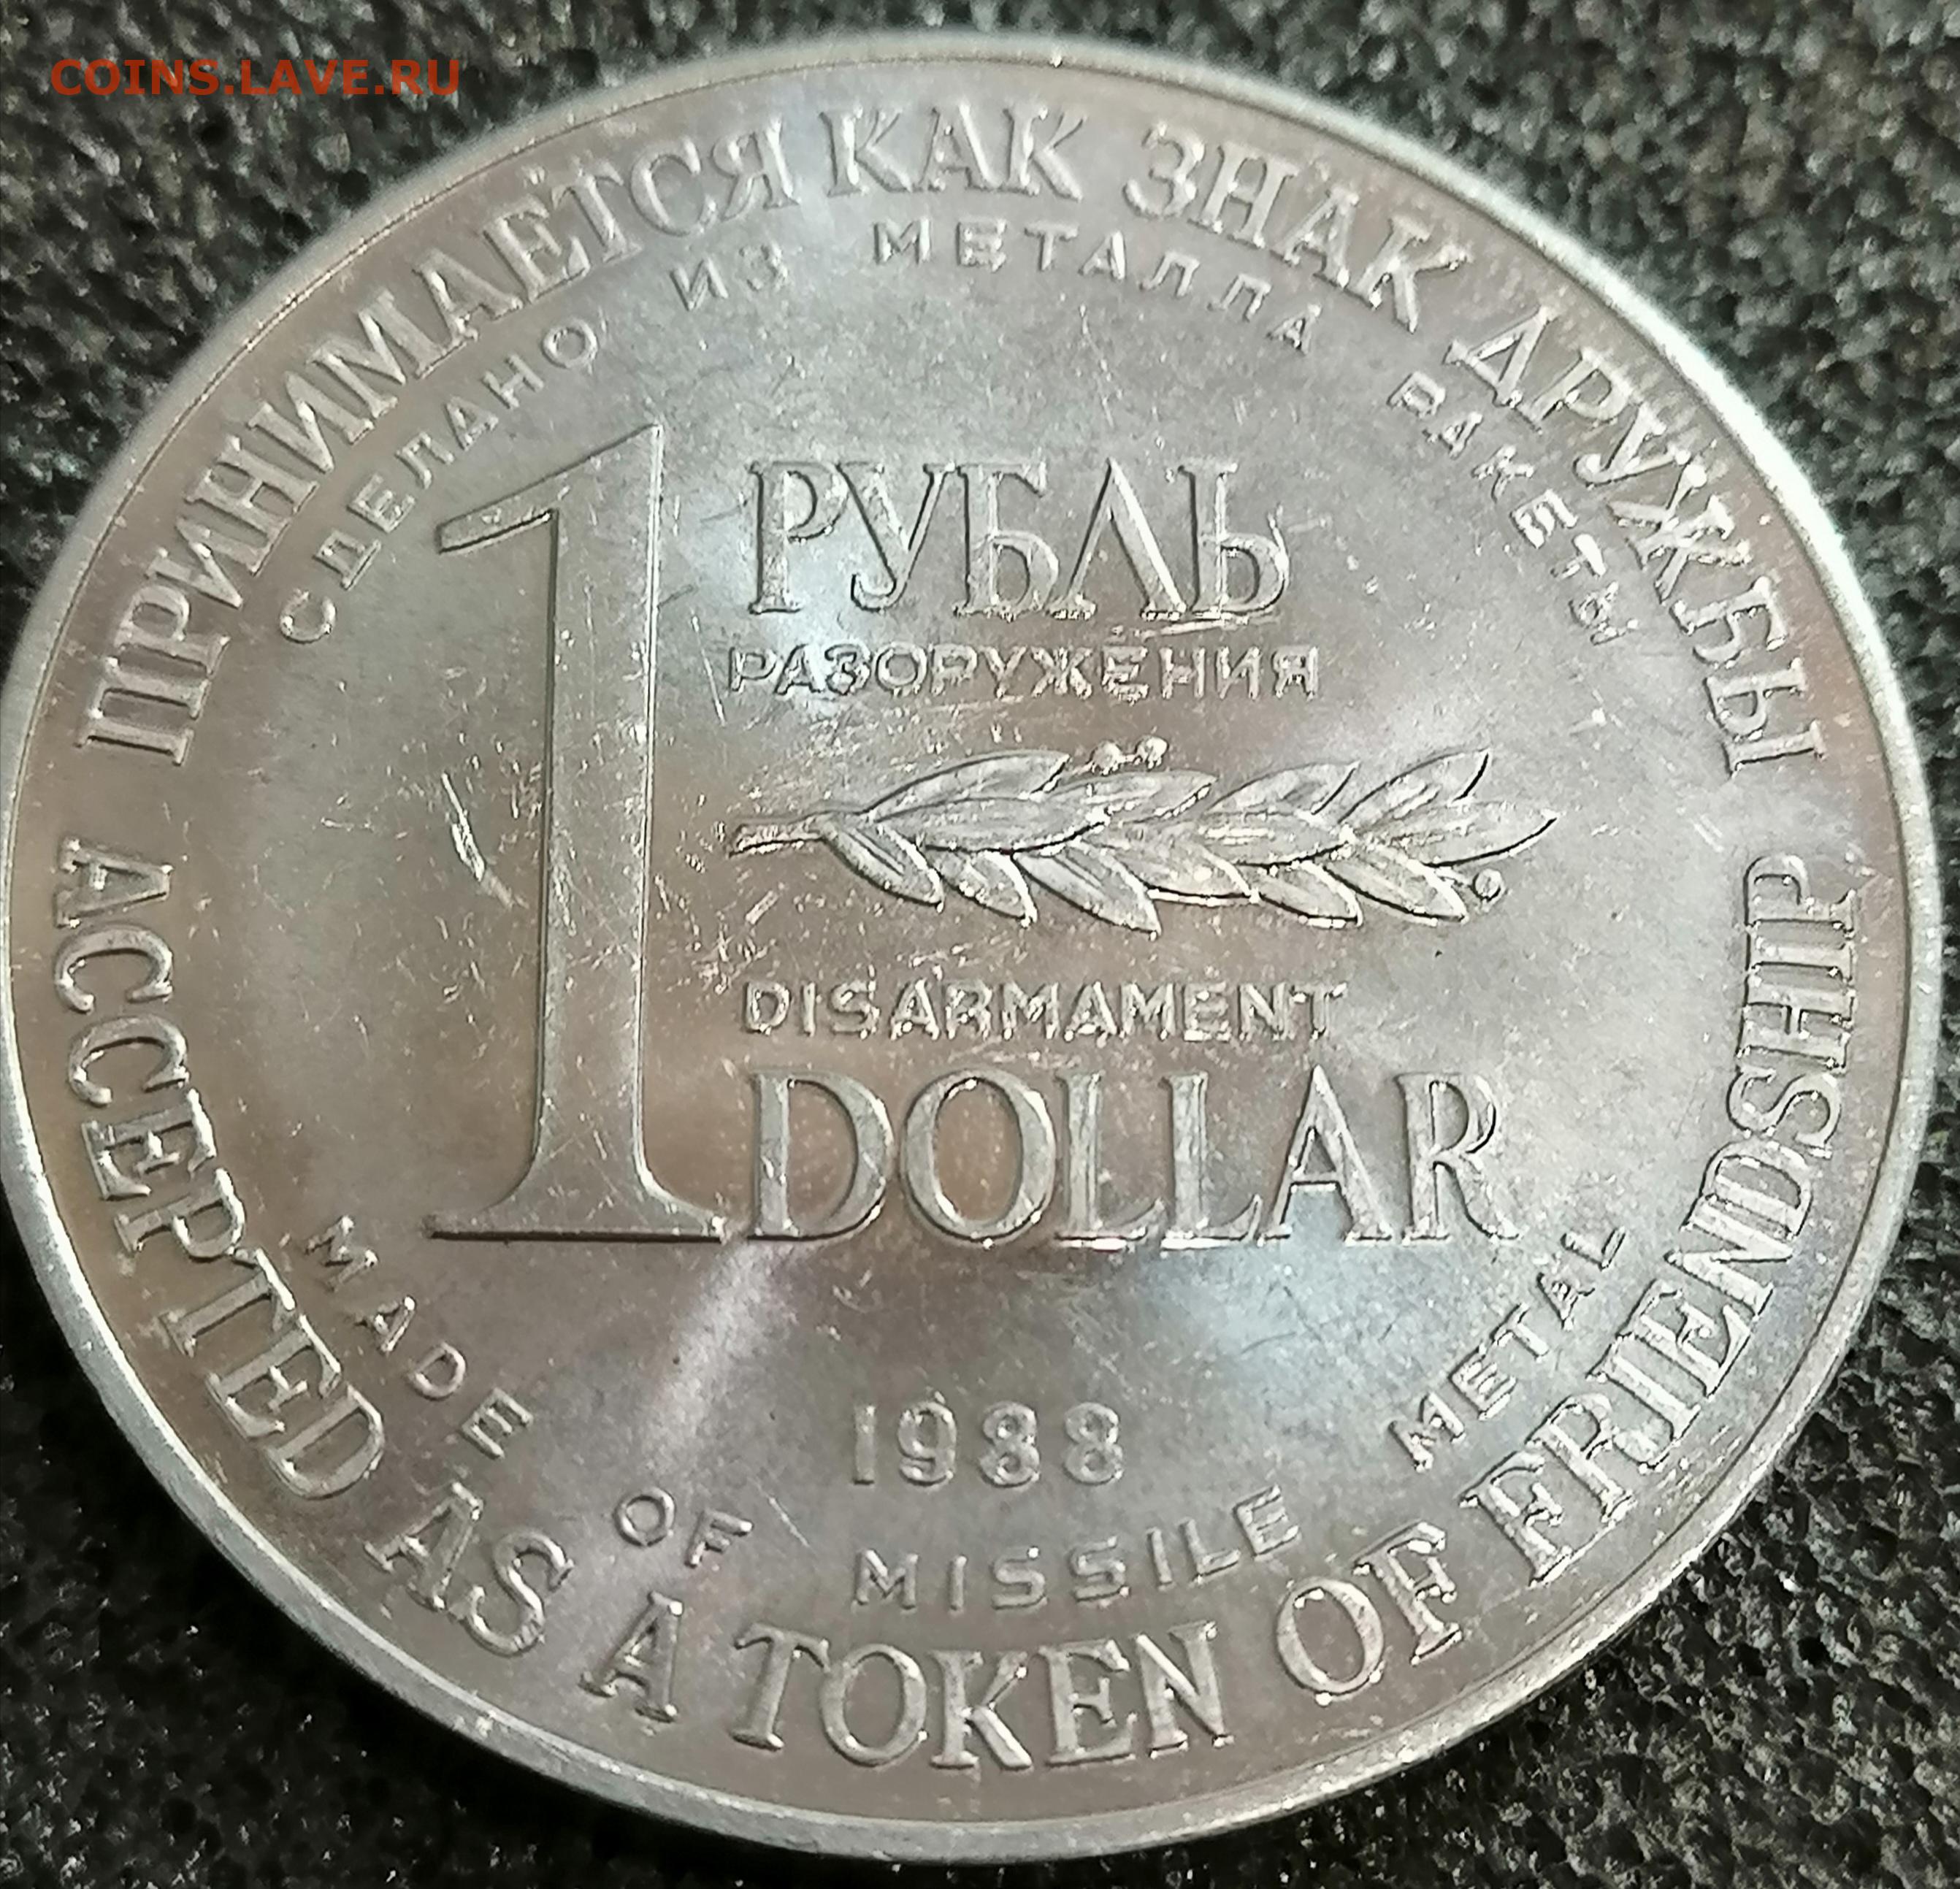 COINS.LAVE.RU
ПРИНИМАЕТСЯ КАК ЗНАК ДРУЖБЫ
СДЕЛАНО ИЗ МЕТАЛЛА РАКЕТЫ
1 РУБЛЬ
РАЗОРУЖЕНИЯ
DISARMAMENT
DOLLAR
1988
MADE OF MISSILE METAL
ACCEPTED AS A TOKEN OF FRIENDSHIP